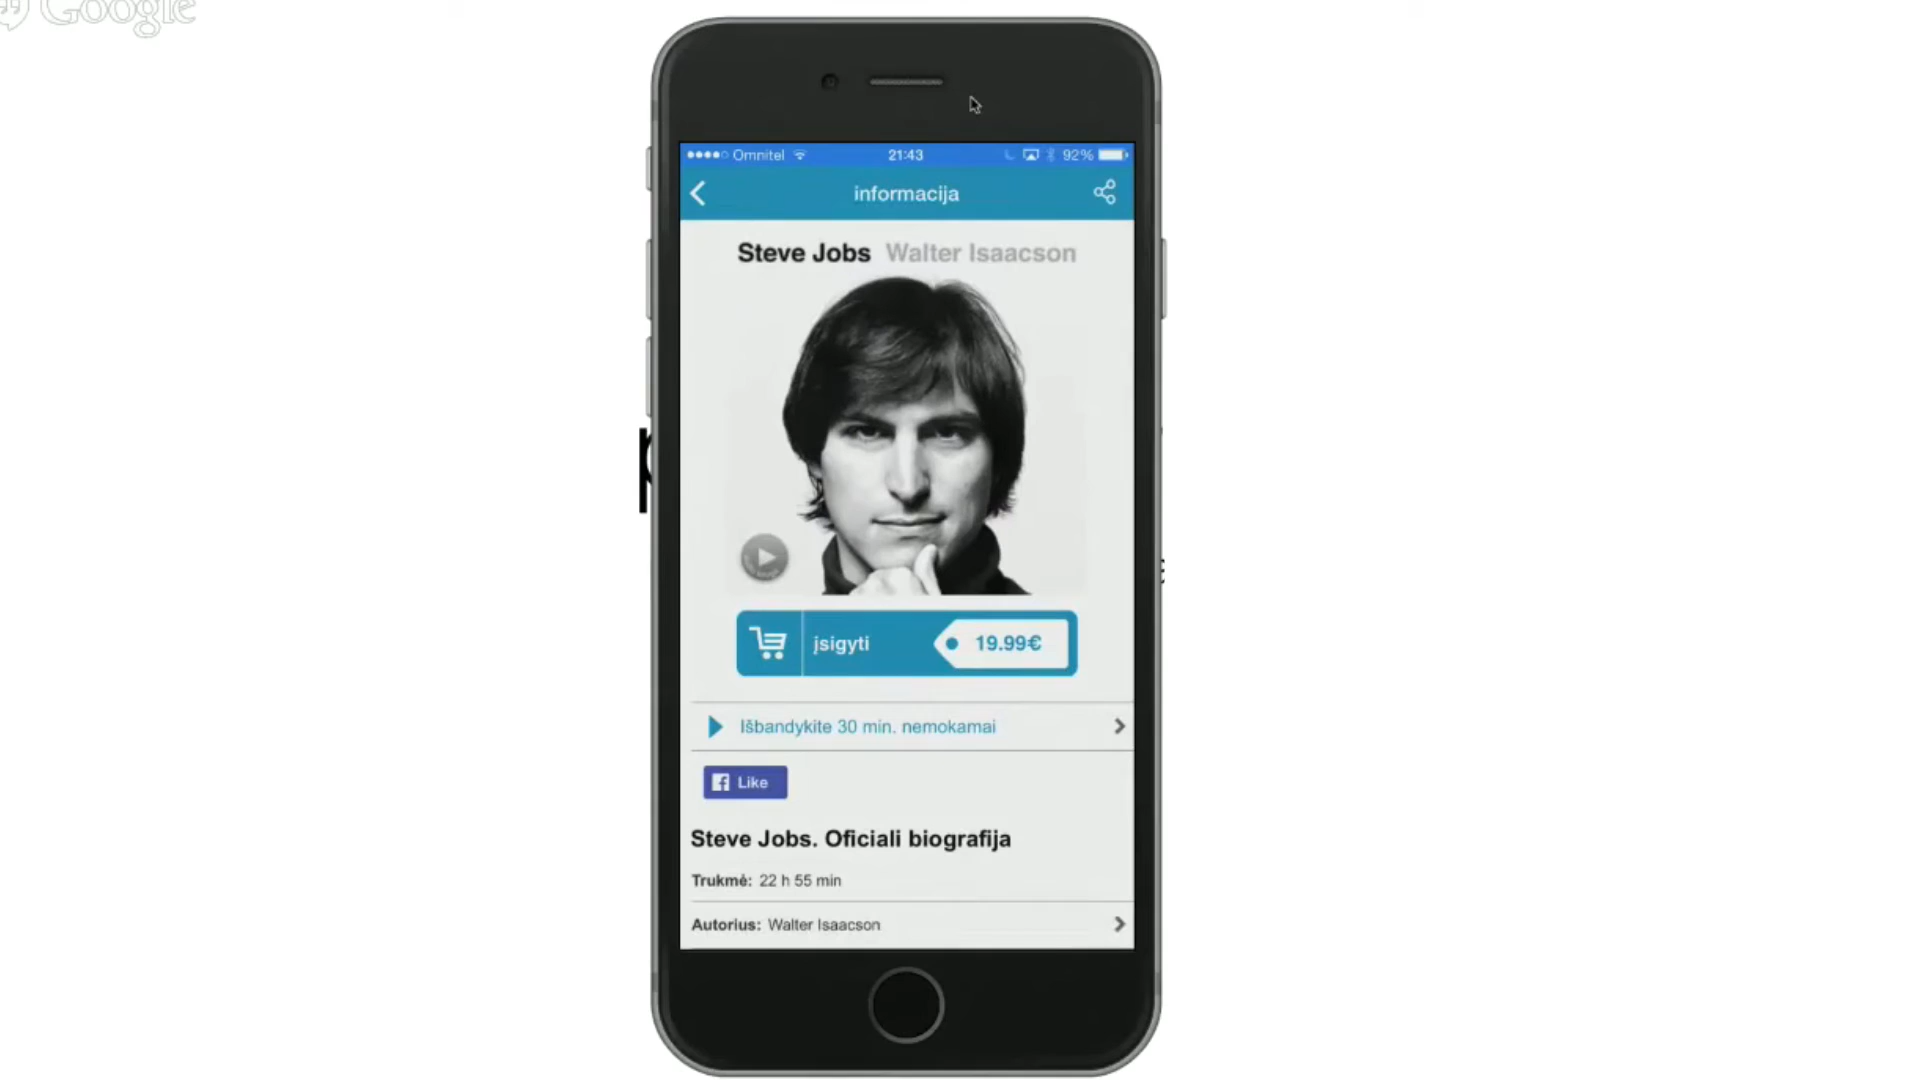 Google
Omnitel 21:43 92%
informacija
Steve Jobs Walter Isaacson
įsigyti 19.99€
Išbandykite 30 min. nemokamai
Like
Steve Jobs. Oficiali biografija
Trukmė: 22 h 55 min
Autorius: Walter Isaacson